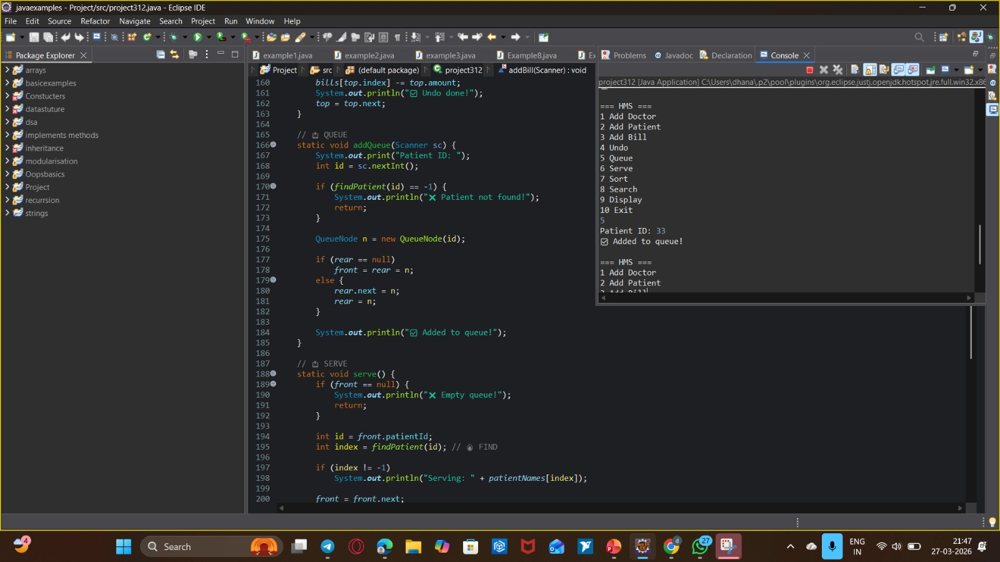 javaexamples - Project/src/project312.java - Eclipse IDE
File Edit Source Refactor Navigate Search Project Run Window Help
Package Explorer
arrays
basicexamples
Constucters
datastuture
dsa
implements methods
inheritance
modularisation
Oopsbasics
Project
recurrsion
strings
example1.java example2.java example3.java Example8.java Ex
Project src (default package) project312 addBill(Scanner) : void
160 bills[top.index] -= top.amount;
161 System.out.println("☑ Undo done!");
162 top = top.next;
163 }
164
165 // QUEUE
166 static void addQueue(Scanner sc) {
167 System.out.print("Patient ID: ");
168 int id = sc.nextInt();
169
170 if (findPatient(id) == -1) {
171 System.out.println("❌ Patient not found!");
172 return;
173 }
174
175 QueueNode n = new QueueNode(id);
176
177 if (rear == null)
178 front = rear = n;
179 else {
180 rear.next = n;
181 rear = n;
182 }
183
184 System.out.println("☑ Added to queue!");
185 }
186
187 // SERVE
188 static void serve() {
189 if (front == null) {
190 System.out.println("❌ Empty queue!");
191 return;
192 }
193
194 int id = front.patientId;
195 int index = findPatient(id); // FIND
196
197 if (index != -1)
198 System.out.println("Serving: " + patientNames[index]);
199
200 front = front.next;
Problems Javadoc Declaration Console
project312 [Java Application] C:\Users\dhana\.p2\pool\plugins\org.eclipse.justj.openjdk.hotspot.jre.full.win32.x86
=== HMS ===
1 Add Doctor
2 Add Patient
3 Add Bill
4 Undo
5 Queue
6 Serve
7 Sort
8 Search
9 Display
10 Exit
5
Patient ID: 33
☑ Added to queue!
=== HMS ===
1 Add Doctor
2 Add Patient
3 Add Bill
4
Search
27
d
ENG
IN
21:47
27-03-2026